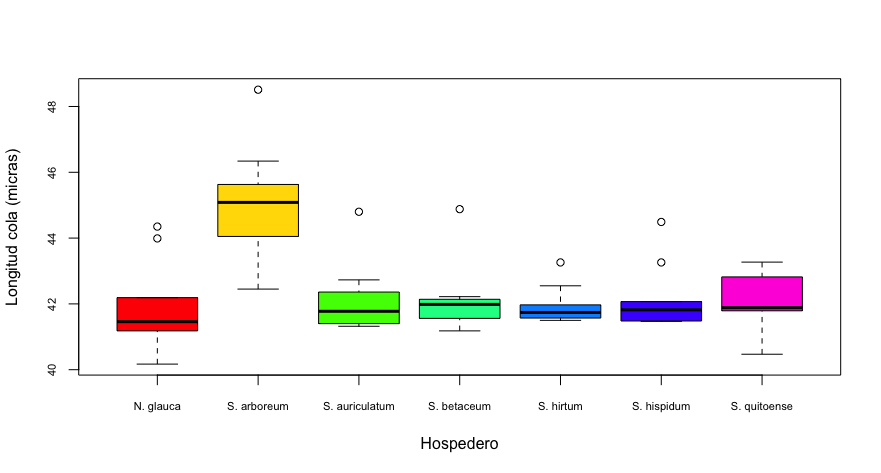 Longitud cola (micras)
48
46
44
42
40
N. glauca S. arboreum S. auriculatum S. betaceum S. hirtum S. hispidum S. quitoense
Hospedero